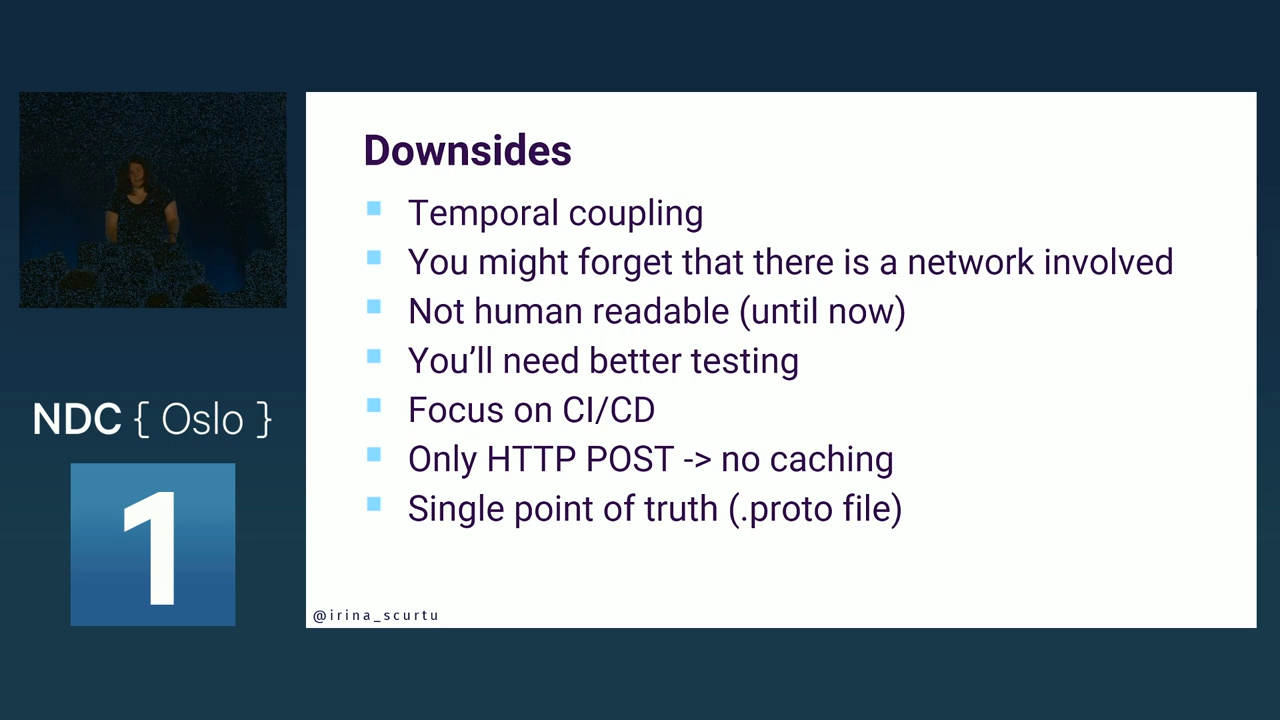 Downsides
Temporal coupling
You might forget that there is a network involved
Not human readable (until now)
You’ll need better testing
Focus on CI/CD
Only HTTP POST -> no caching
Single point of truth (.proto file)
@irina_scurtu
NDC { Oslo }
1